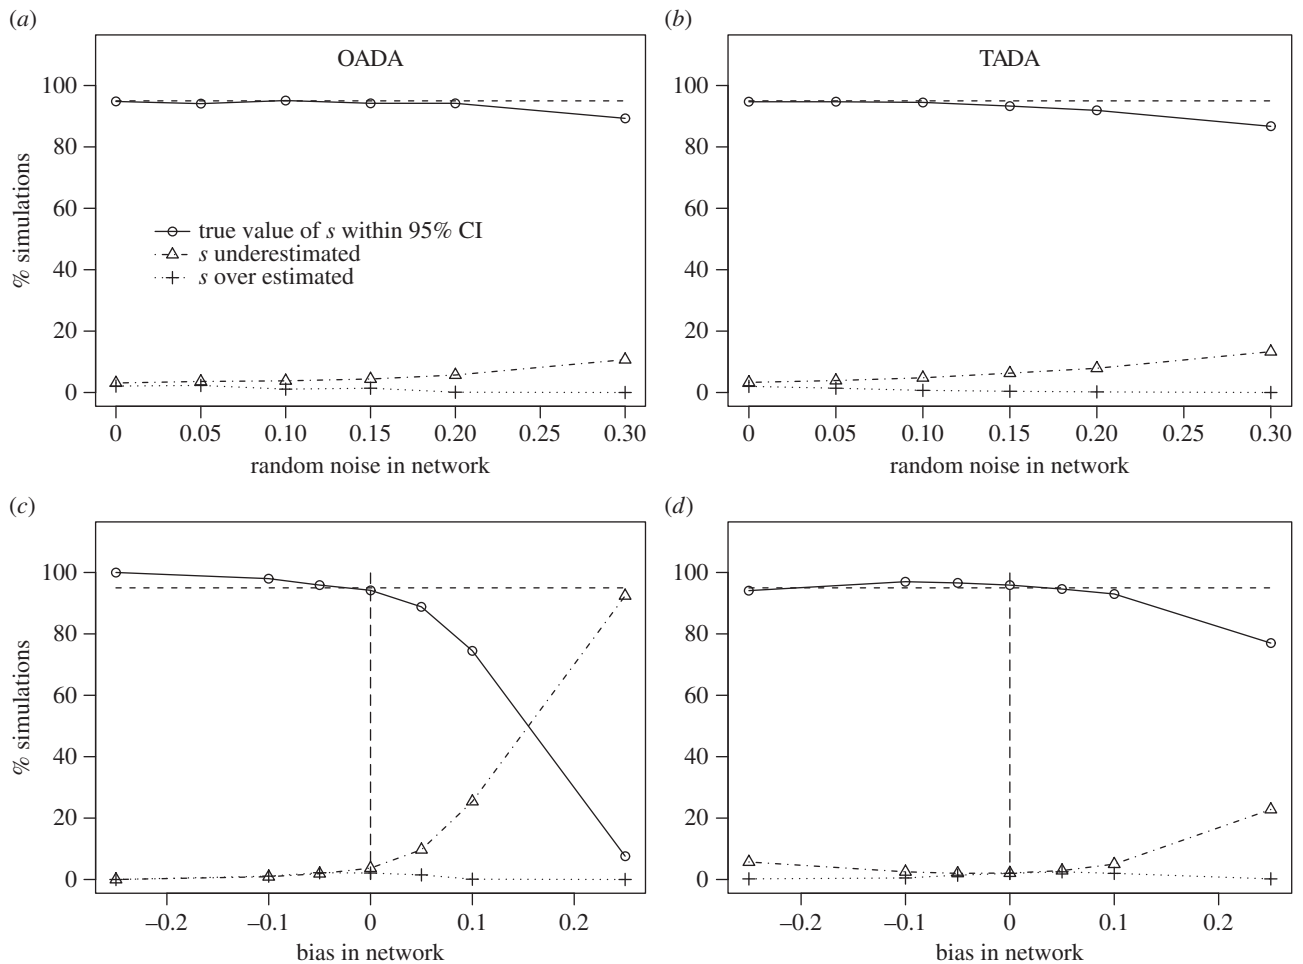 (a)
OADA
% simulations
100
80
60
40
20
0
true value of s within 95% CI
s underestimated
s over estimated
0 0.05 0.10 0.15 0.20 0.25 0.30
random noise in network
(b)
TADA
100
80
60
40
20
0
0 0.05 0.10 0.15 0.20 0.25 0.30
random noise in network
(c)
% simulations
100
80
60
40
20
0
–0.2 –0.1 0 0.1 0.2
bias in network
(d)
100
80
60
40
20
0
–0.2 –0.1 0 0.1 0.2
bias in network